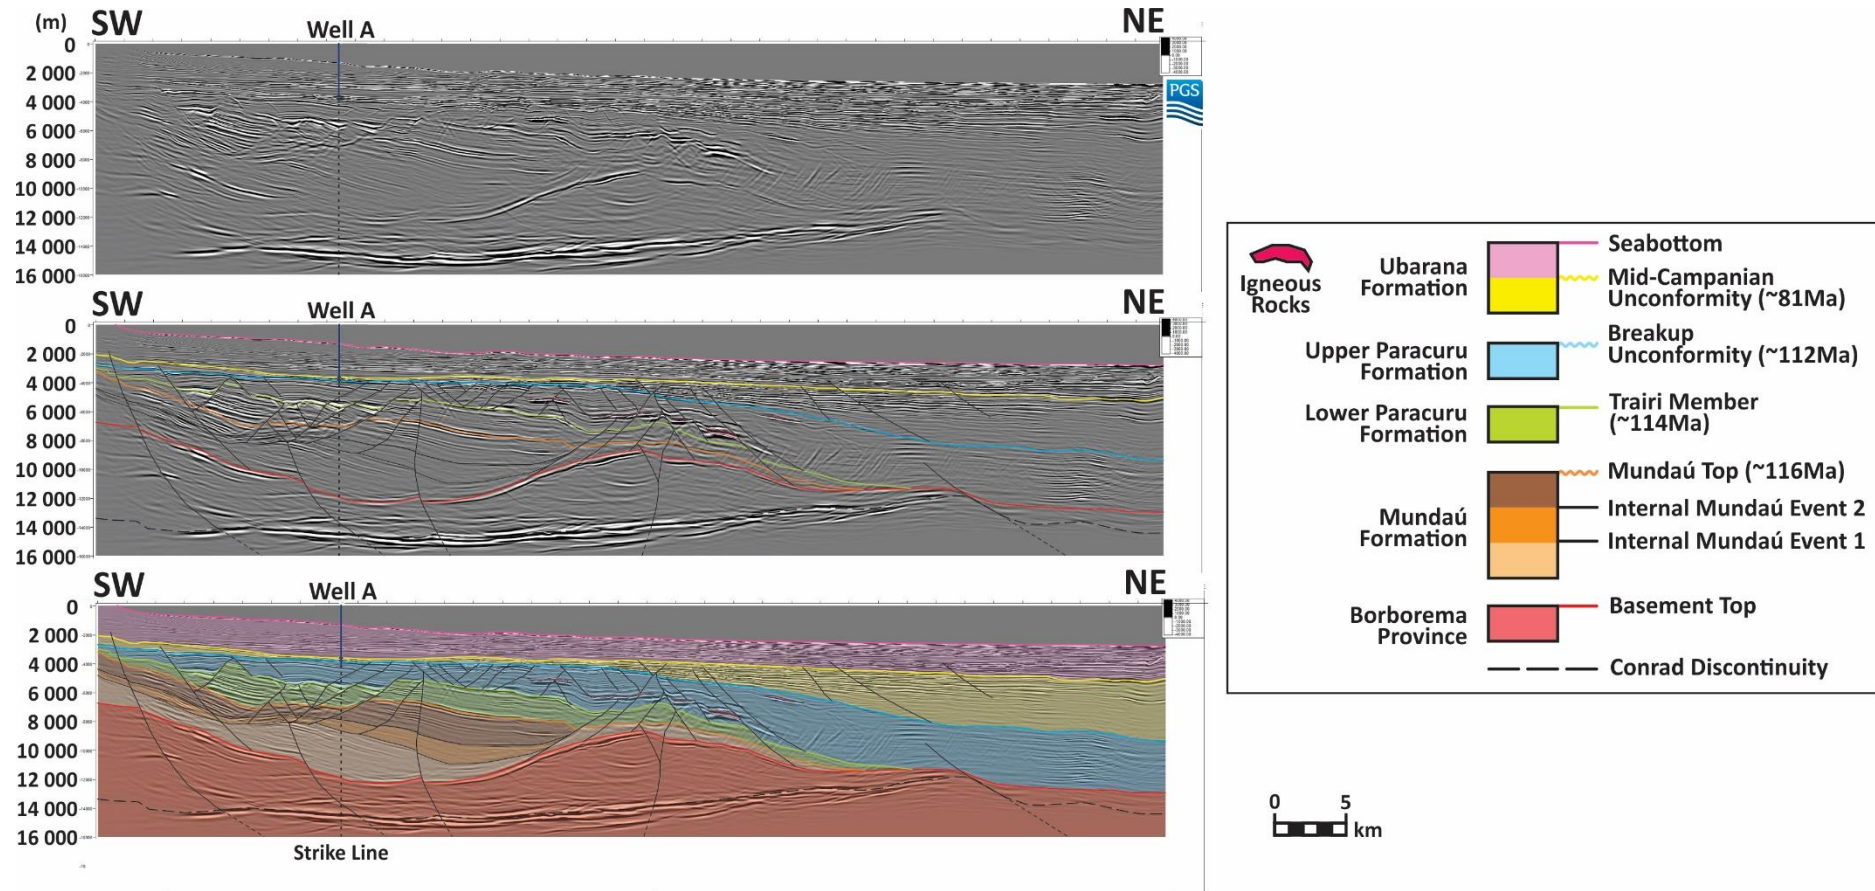 (m) SW Well A NE
0
2 000
4 000
6 000
8 000
10 000
12 000
14 000
16 000
PGS
SW Well A NE
0
2 000
4 000
6 000
8 000
10 000
12 000
14 000
16 000
SW Well A NE
0
2 000
4 000
6 000
8 000
10 000
12 000
14 000
16 000
Strike Line
Igneous
Rocks
Ubarana
Formation
Seabottom
Mid-Campanian
Unconformity (~81Ma)
Upper Paracuru
Formation
Breakup
Unconformity (~112Ma)
Lower Paracuru
Formation
Trairi Member
(~114Ma)
Mundaú
Formation
Mundaú Top (~116Ma)
Internal Mundaú Event 2
Internal Mundaú Event 1
Borborema
Province
Basement Top
Conrad Discontinuity
0 5
km